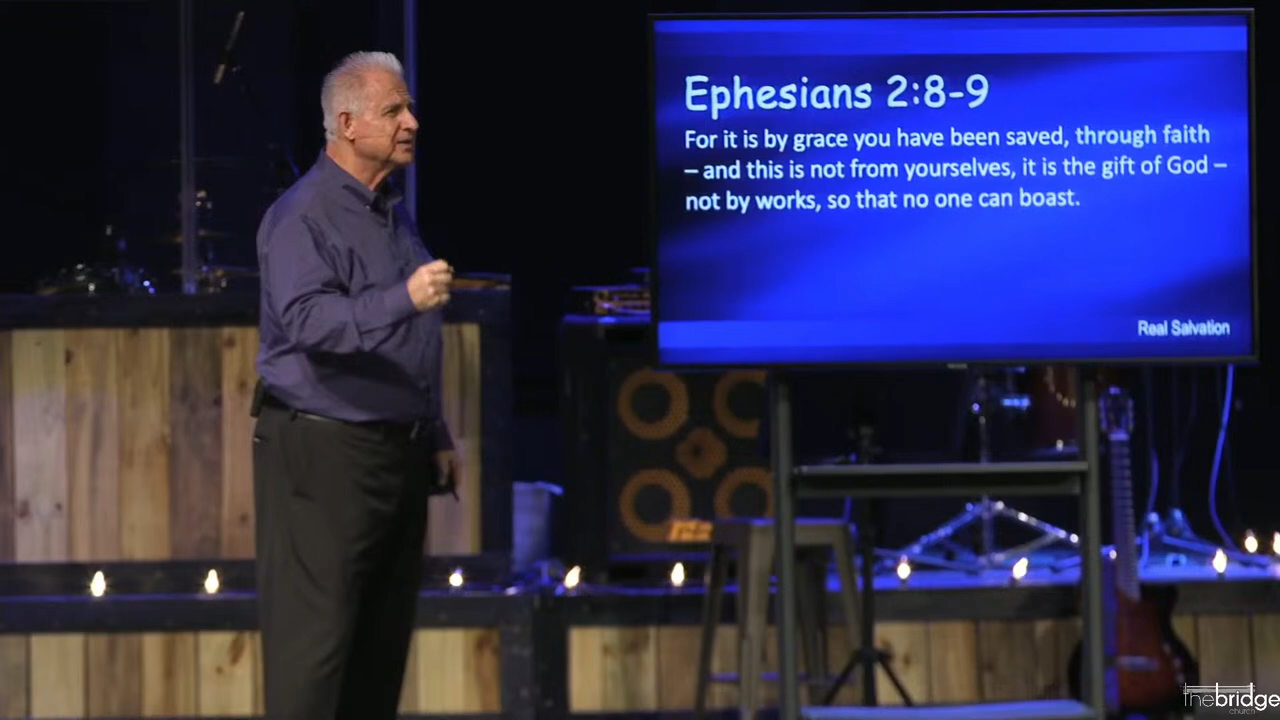 Ephesians 2:8-9
For it is by grace you have been saved, through faith
– and this is not from yourselves, it is the gift of God –
not by works, so that no one can boast.
Real Salvation
thebridge
church